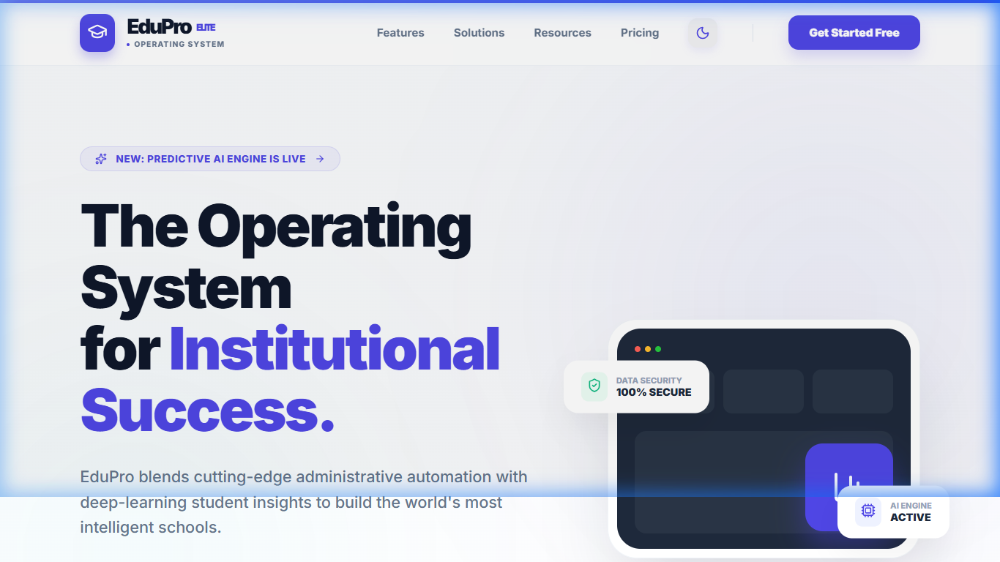 EduPro ELITE
• OPERATING SYSTEM
Features Solutions Resources Pricing
Get Started Free
NEW: PREDICTIVE AI ENGINE IS LIVE →
The Operating
System
for Institutional
Success.
EduPro blends cutting-edge administrative automation with
deep-learning student insights to build the world's most
intelligent schools.
DATA SECURITY
100% SECURE
AI ENGINE
ACTIVE